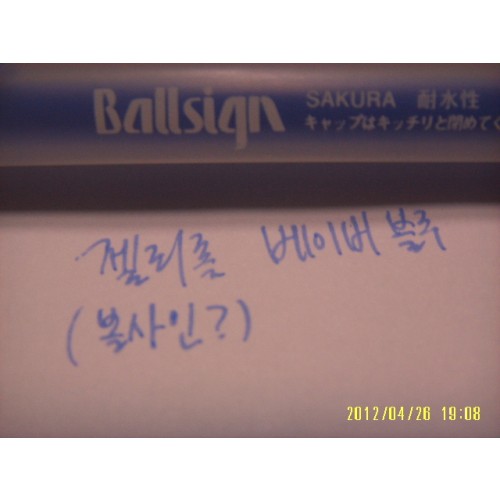 Ballsign SAKURA 耐水性
キャップはキッチリと閉めてく
젤리롤 베이버블루
(볼사인?)
2012/04/26 19:08